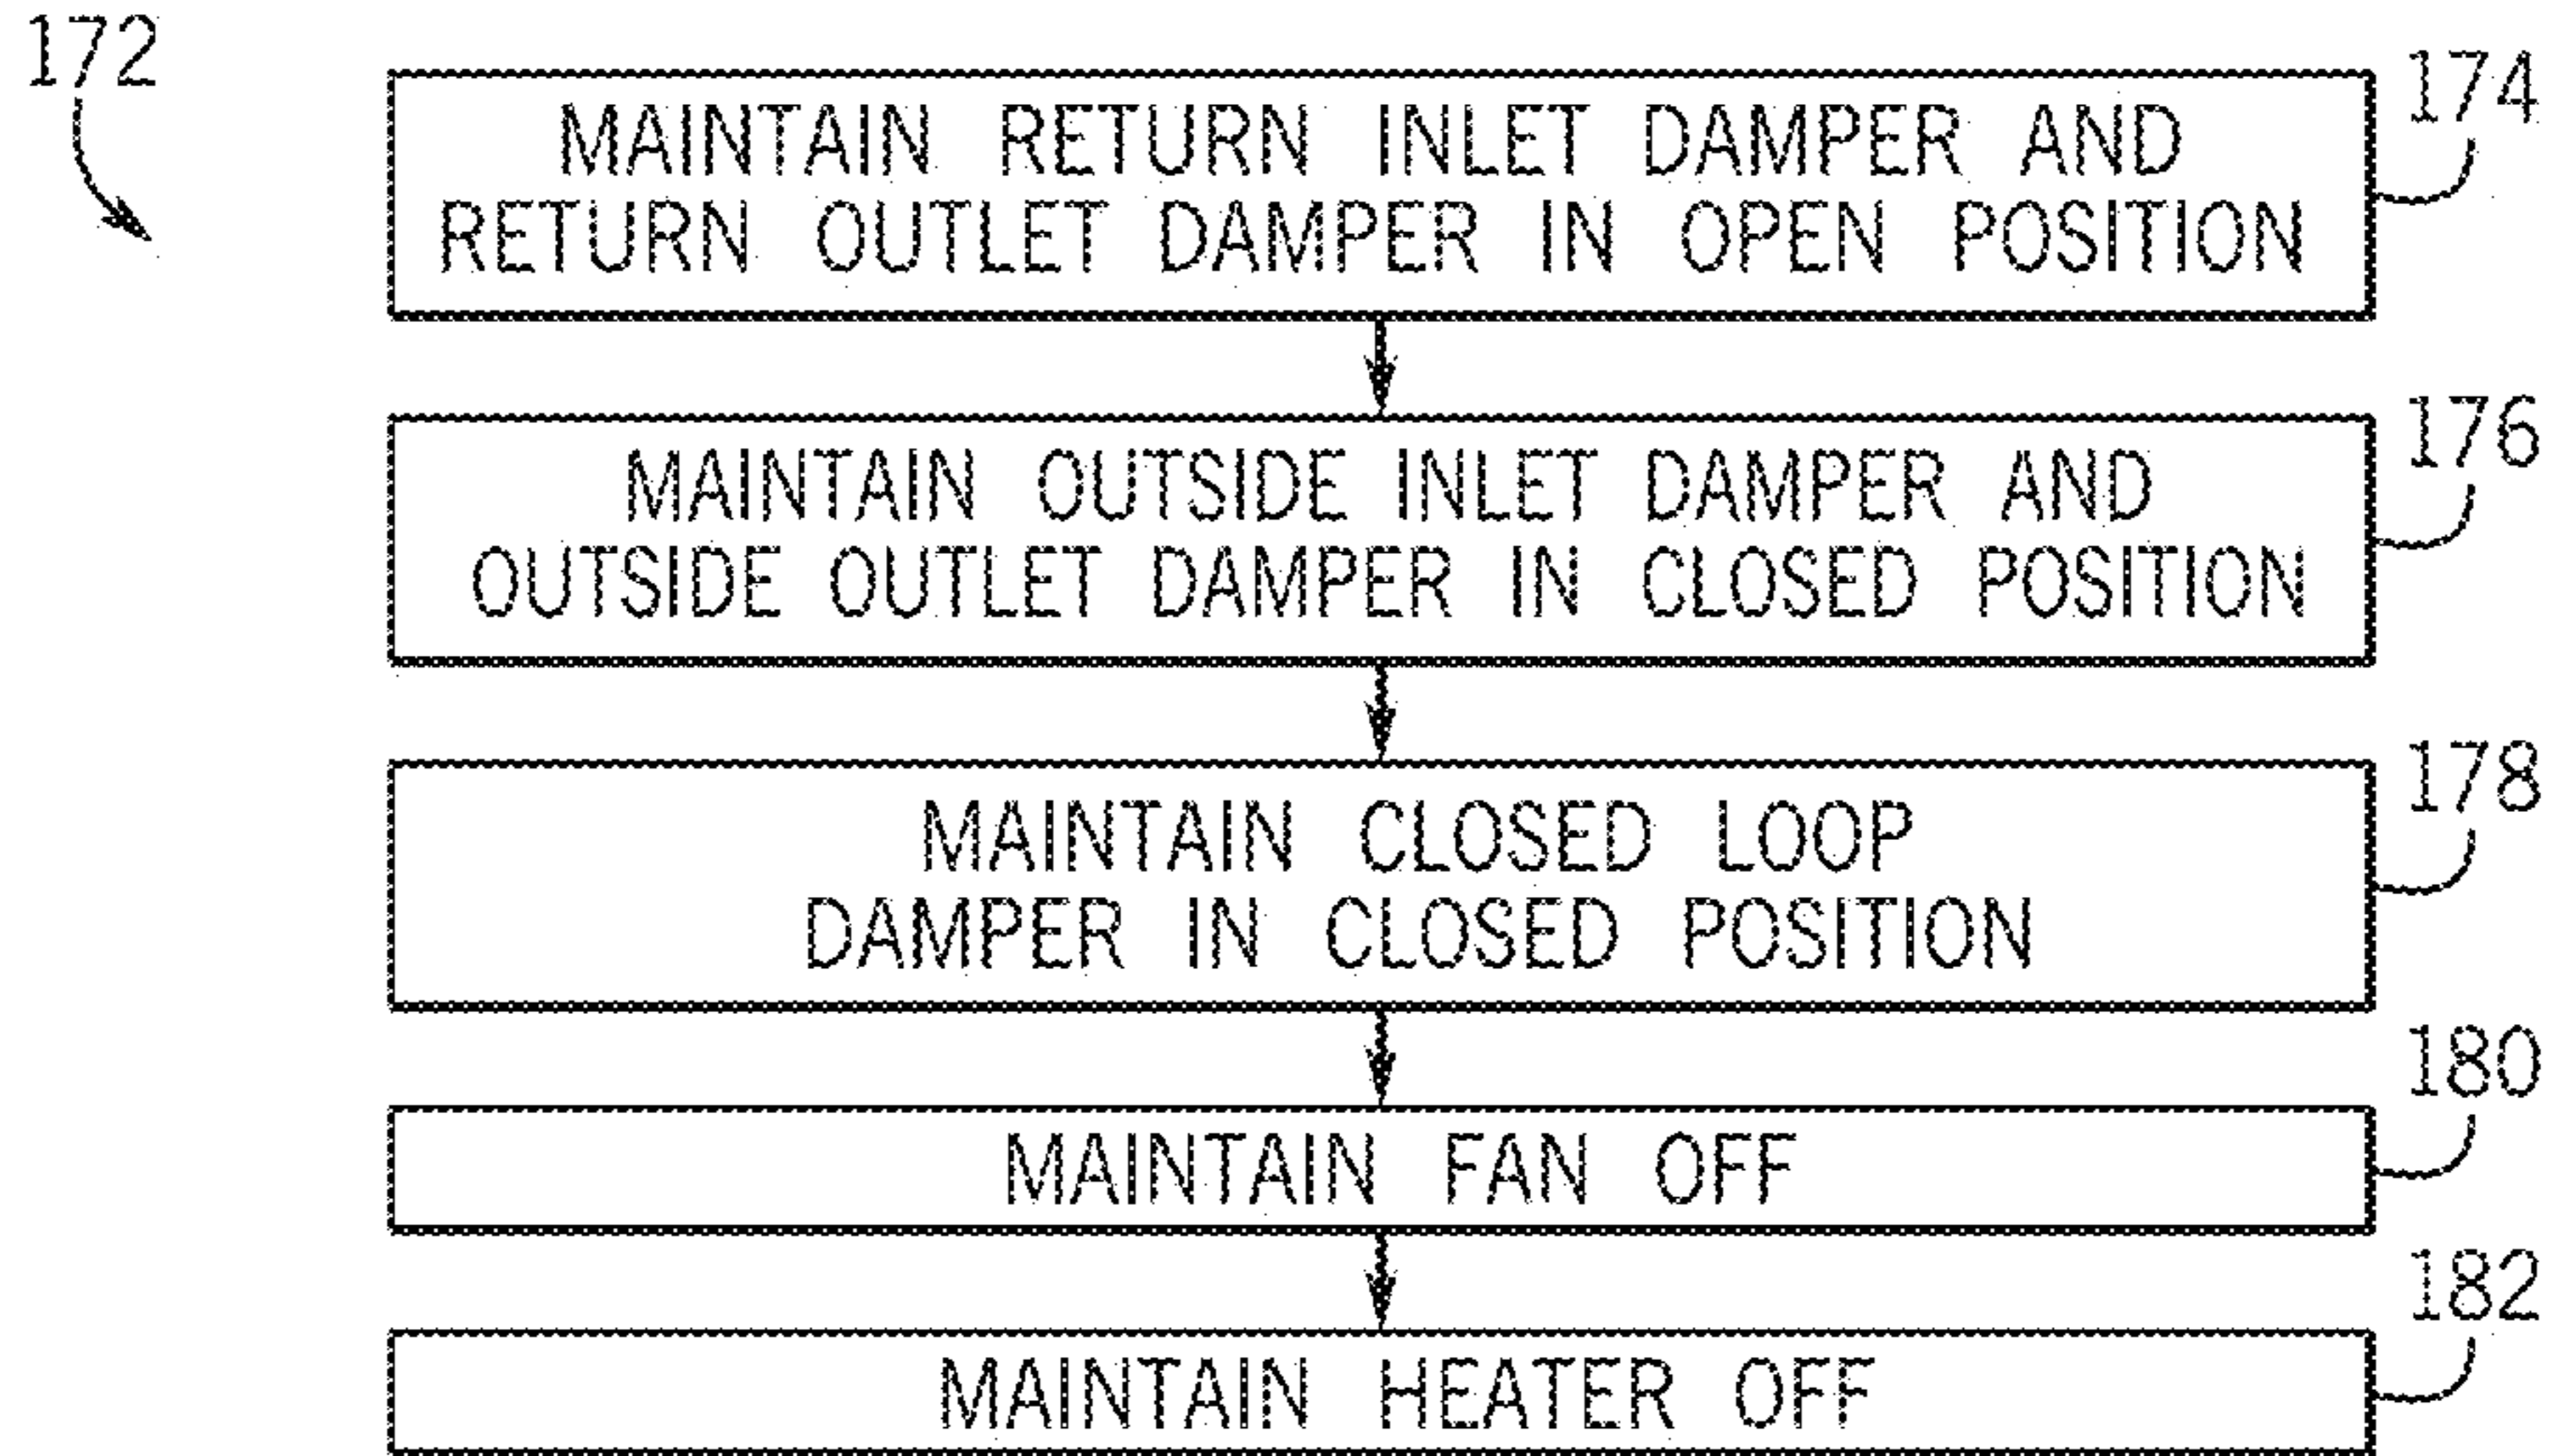 172
174
MAINTAIN RETURN INLET DAMPER AND
RETURN OUTLET DAMPER IN OPEN POSITION
176
MAINTAIN OUTSIDE INLET DAMPER AND
OUTSIDE OUTLET DAMPER IN CLOSED POSITION
178
MAINTAIN CLOSED LOOP
DAMPER IN CLOSED POSITION
180
MAINTAIN FAN OFF
182
MAINTAIN HEATER OFF